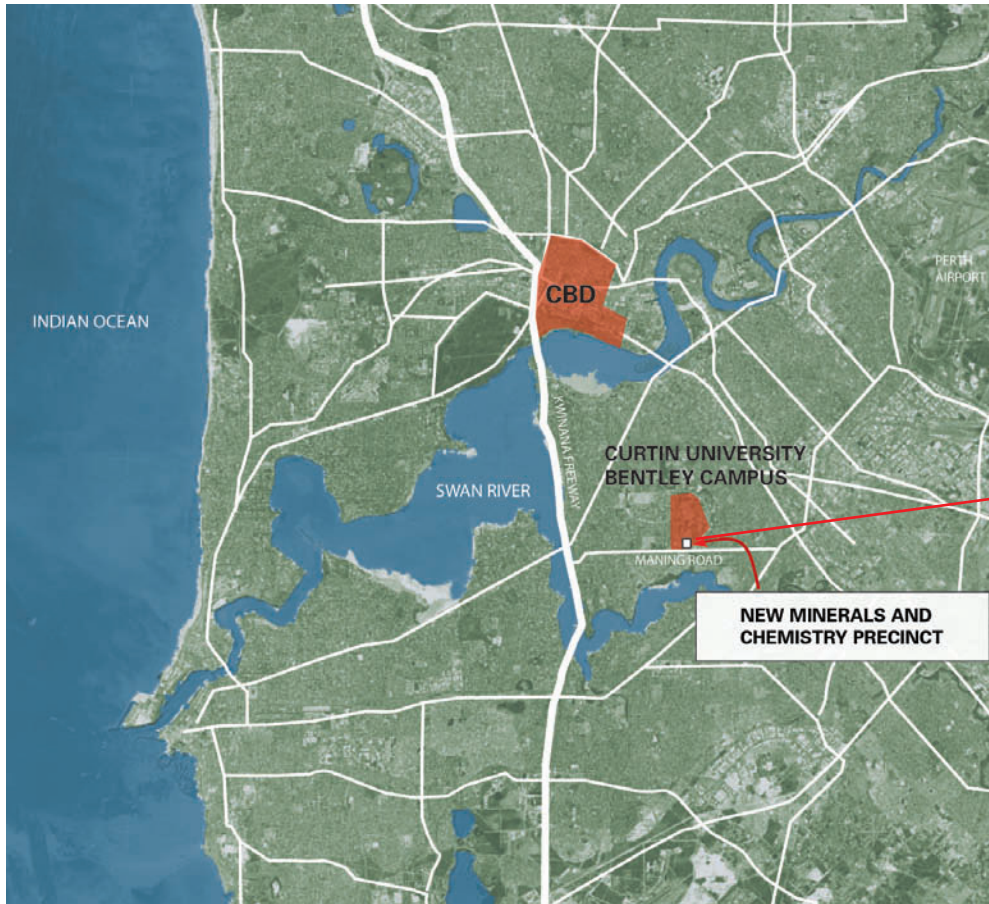 CBD
PERTH
AIRPORT
INDIAN OCEAN
KWINANA FREEWAY
CURTIN UNIVERSITY
BENTLEY CAMPUS
SWAN RIVER
MANING ROAD
NEW MINERALS AND
CHEMISTRY PRECINCT